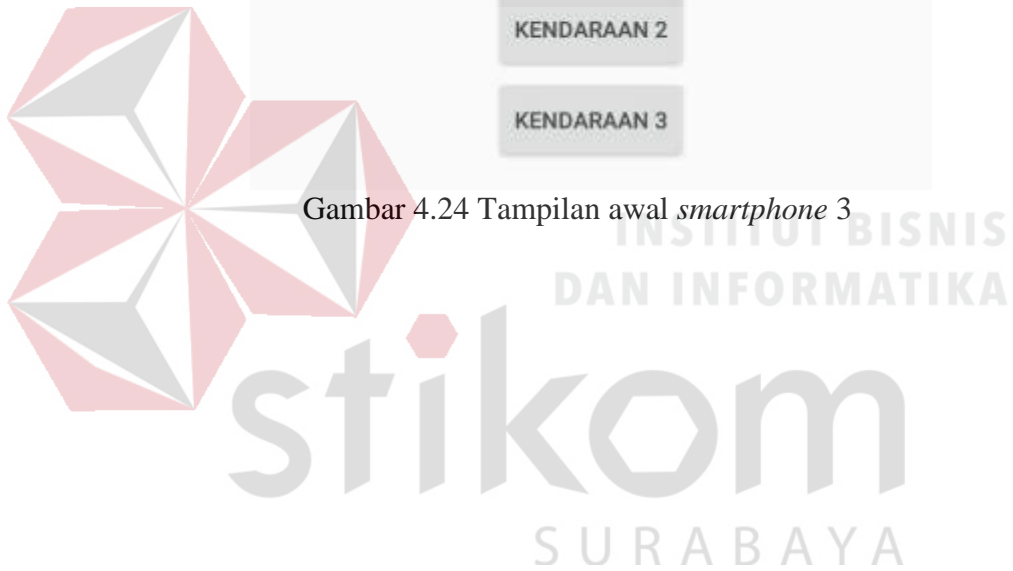 KENDARAAN 2
KENDARAAN 3
Gambar 4.24 Tampilan awal smartphone 3
INSTITUT BISNIS
DAN INFORMATIKA
stikom
SURABAYA